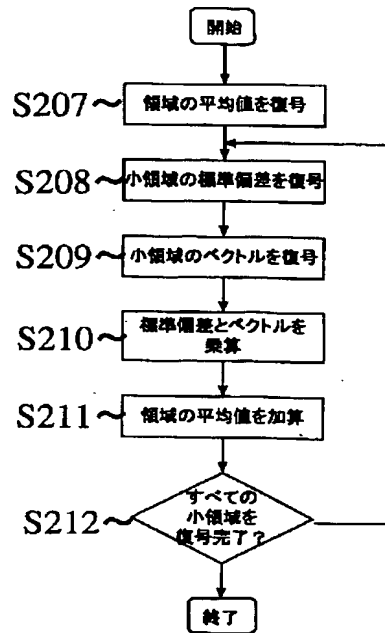 開始
S207～
領域の平均値を復号
S208～
小領域の標準偏差を復号
S209～
小領域のベクトルを復号
S210～
標準偏差とベクトルを
乗算
S211～
領域の平均値を加算
S212～
すべての
小領域を
復号完了？
終了